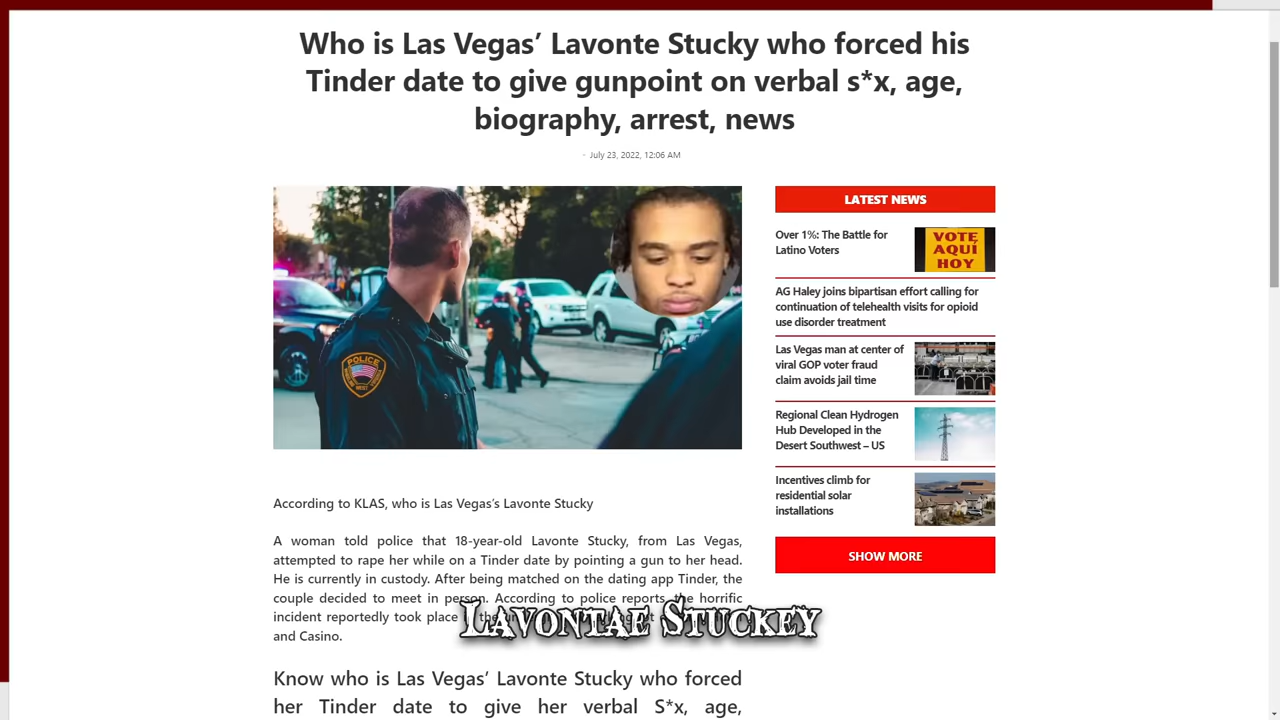 Who is Las Vegas’ Lavonte Stucky who forced his
Tinder date to give gunpoint on verbal s*x, age,
biography, arrest, news
- July 23, 2022, 12:06 AM
POLICE
According to KLAS, who is Las Vegas’s Lavonte Stucky
A woman told police that 18-year-old Lavonte Stucky, from Las Vegas,
attempted to rape her while on a Tinder date by pointing a gun to her head.
He is currently in custody. After being matched on the dating app Tinder, the
couple decided to meet in person. According to police reports, the horrific
incident reportedly took place
and Casino.
Lavontae Stuckey
Know who is Las Vegas’ Lavonte Stucky who forced
her Tinder date to give her verbal S*x, age,
LATEST NEWS
Over 1%: The Battle for
Latino Voters
VOTE
AQUÍ
HOY
AG Haley joins bipartisan effort calling for
continuation of telehealth visits for opioid
use disorder treatment
Las Vegas man at center of
viral GOP voter fraud
claim avoids jail time
Regional Clean Hydrogen
Hub Developed in the
Desert Southwest – US
Incentives climb for
residential solar
installations
SHOW MORE